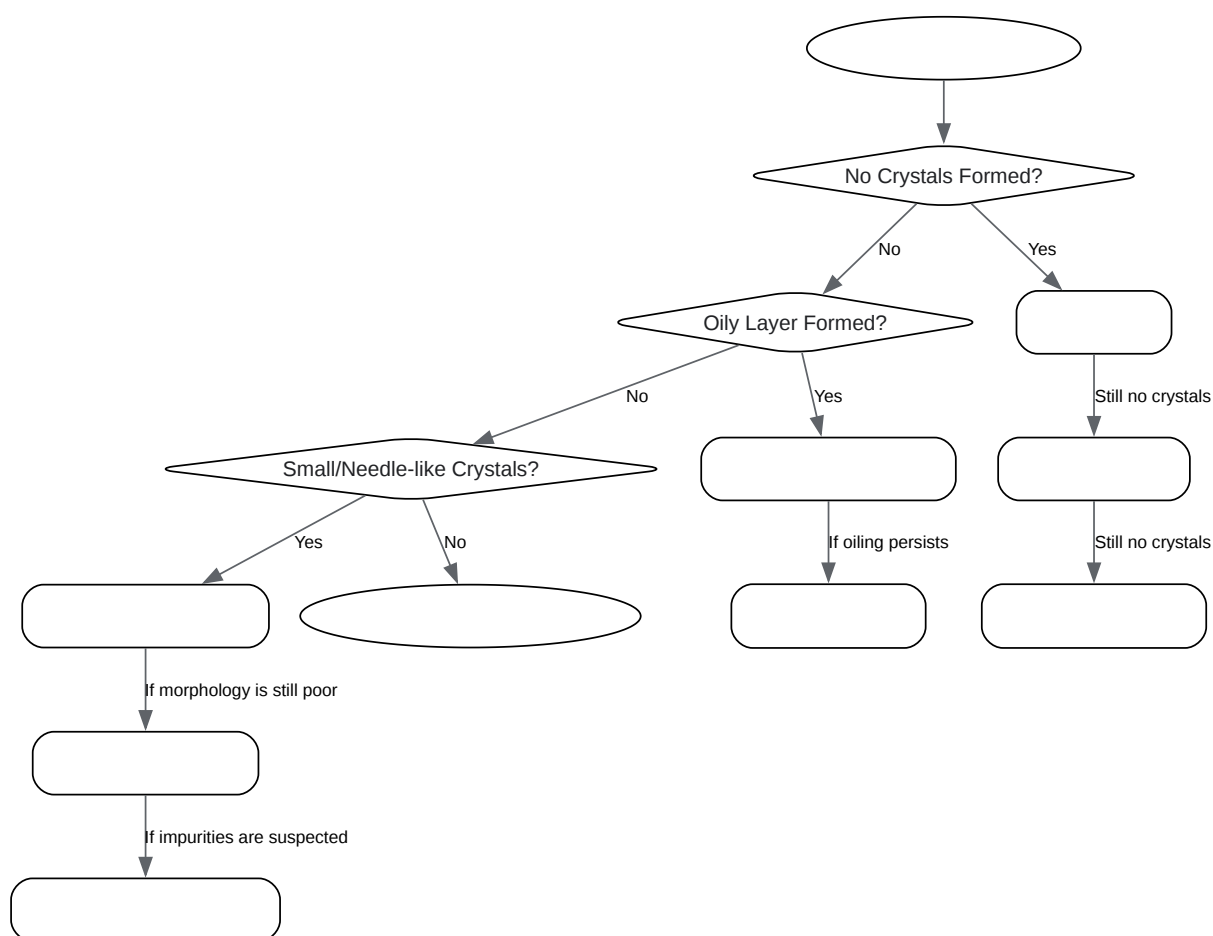 No Crystals Formed?
No
Yes
Oily Layer Formed?
No
Yes
Still no crystals
Small/Needle-like Crystals?
Yes
No
If oiling persists
Still no crystals
If morphology is still poor
If impurities are suspected